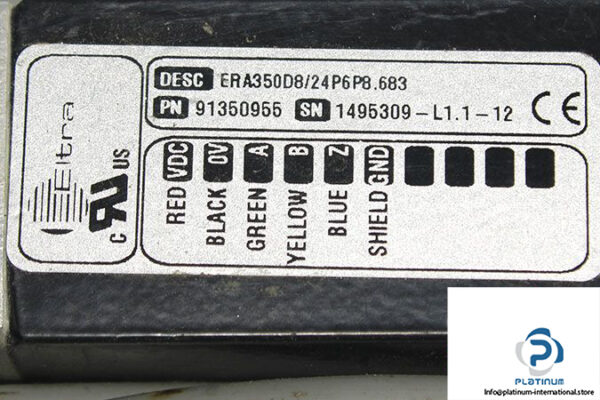 Eltra
C US
DESC ERA350D8/24P6P8.683
PN 91350955 SN 1495309-L1.1-12
CE
RED VDC
BLACK 0V
GREEN A
YELLOW B
BLUE Z
SHIELD GND
PLATINUM
Info@platinum-international.store